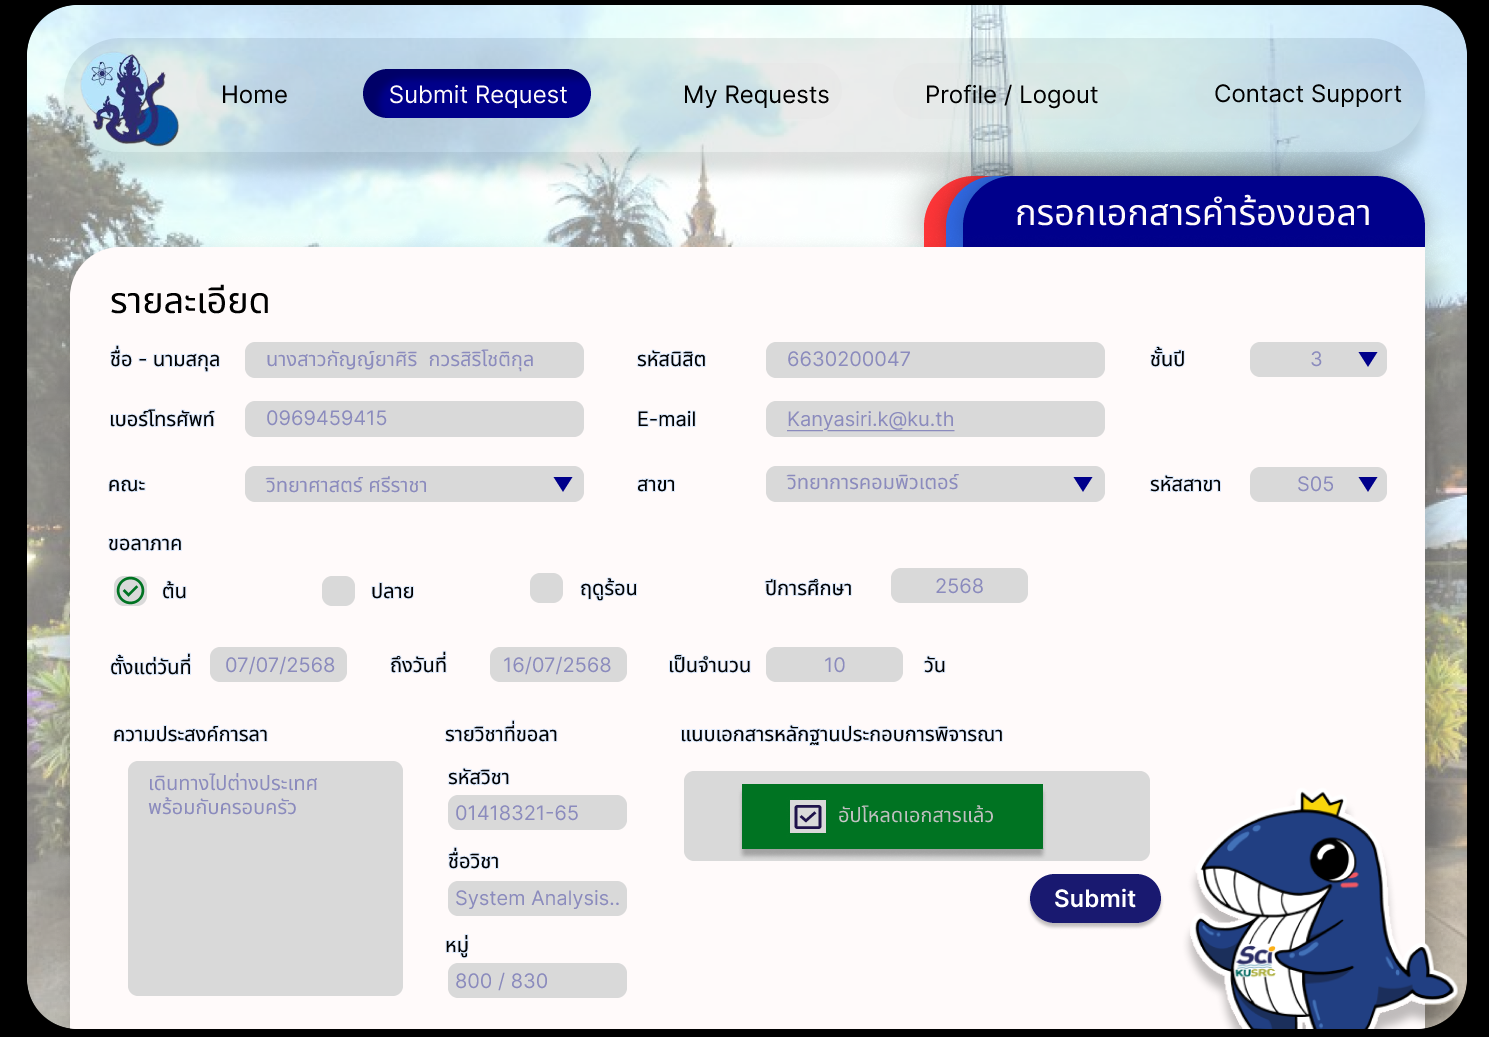 Home
Submit Request
My Requests
Profile / Logout
Contact Support
กรอกเอกสารคำร้องขอลา
รายละเอียด
ชื่อ - นามสกุล
นางสาวกัญญ์ยาศิริ กวรสิริโชติกุล
รหัสนิสิต
6630200047
ชั้นปี
3
เบอร์โทรศัพท์
0969459415
E-mail
Kanyasiri.k@ku.th
คณะ
วิทยาศาสตร์ ศรีราชา
สาขา
วิทยาการคอมพิวเตอร์
รหัสสาขา
S05
ขอลาภาค
ต้น
ปลาย
ฤดูร้อน
ปีการศึกษา
2568
ตั้งแต่วันที่
07/07/2568
ถึงวันที่
16/07/2568
เป็นจำนวน
10
วัน
ความประสงค์การลา
เดินทางไปต่างประเทศ
พร้อมกับครอบครัว
รายวิชาที่ขอลา
รหัสวิชา
01418321-65
ชื่อวิชา
System Analysis..
หมู่
800 / 830
แนบเอกสารหลักฐานประกอบการพิจารณา
อัปโหลดเอกสารแล้ว
Submit
Sci
KUSRC